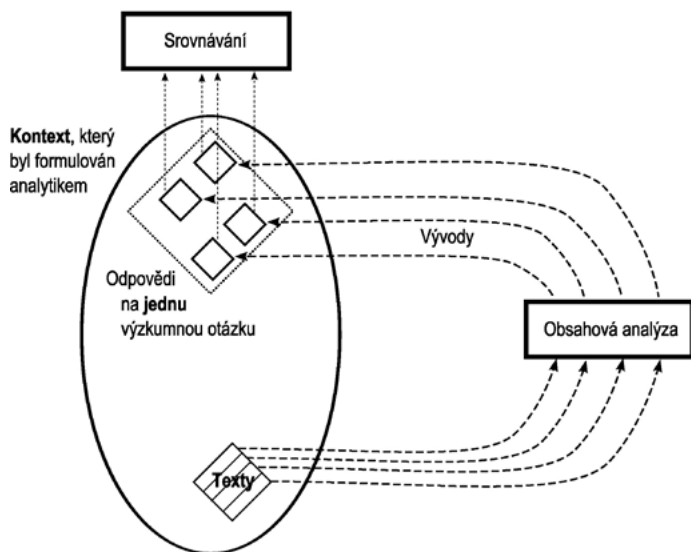 Srovnávání
Kontext, který
byl formulován
analytikem
Vývody
Odpovědi
na jednu
výzkumnou otázku
Obsahová analýza
Texty